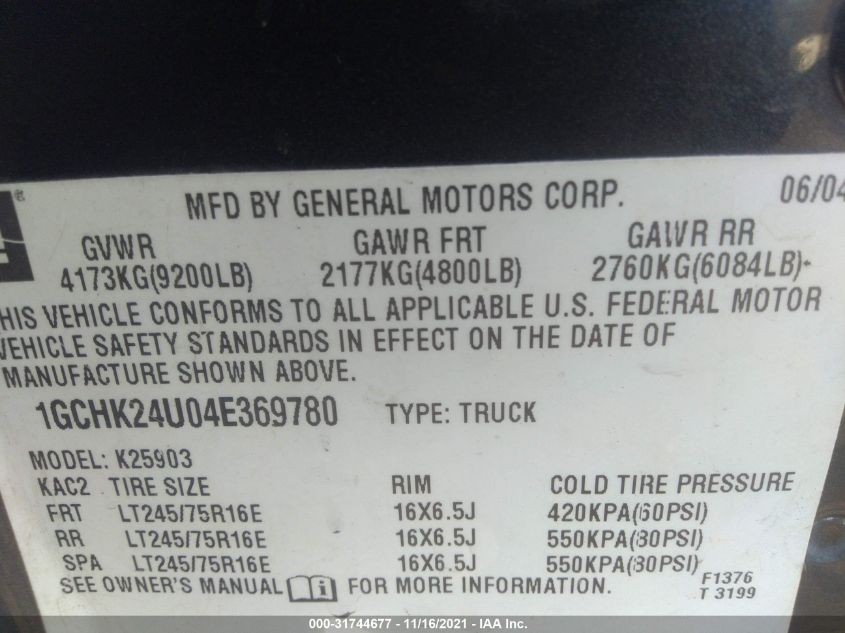 MFD BY GENERAL MOTORS CORP. 06/04
GVWR GAWR FRT GAWR RR
4173KG(9200LB) 2177KG(4800LB) 2760KG(6084LB)
HIS VEHICLE CONFORMS TO ALL APPLICABLE U.S. FEDERAL MOTOR
VEHICLE SAFETY STANDARDS IN EFFECT ON THE DATE OF
MANUFACTURE SHOWN ABOVE.
1GCHK24U04E369780 TYPE: TRUCK
MODEL: K25903
KAC2 TIRE SIZE RIM COLD TIRE PRESSURE
FRT LT245/75R16E 16X6.5J 420KPA(60PSI)
RR LT245/75R16E 16X6.5J 550KPA(80PSI)
SPA LT245/75R16E 16X6.5J 550KPA(80PSI)
SEE OWNER'S MANUAL i FOR MORE INFORMATION.
F1376
T 3199
000-31744677 - 11/16/2021 - IAA Inc.